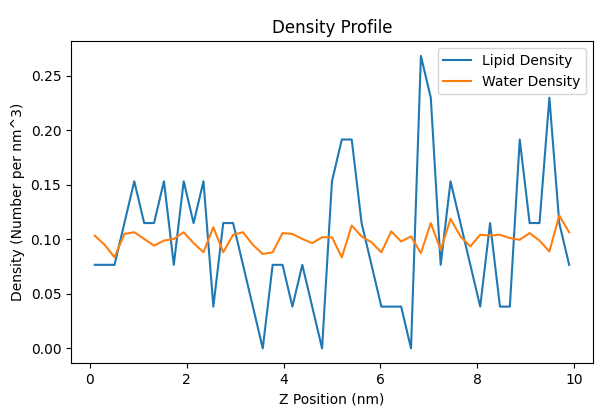 Density Profile
Lipid Density
Water Density
Density (Number per nm^3)
0.25
0.20
0.15
0.10
0.05
0.00
0
2
4
6
8
10
Z Position (nm)